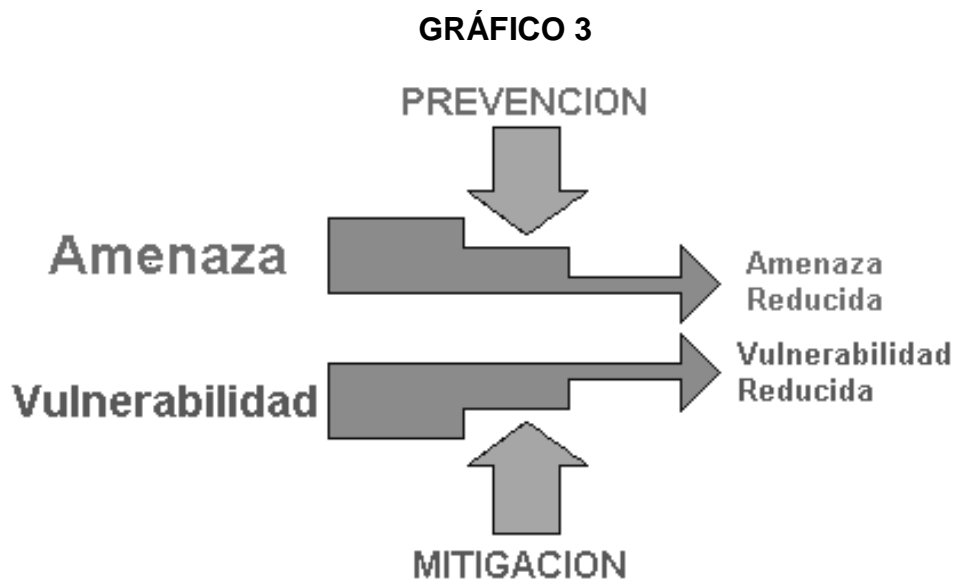 GRÁFICO 3
PREVENCION
Amenaza
Amenaza
Reducida
Vulnerabilidad
Vulnerabilidad
Reducida
MITIGACION